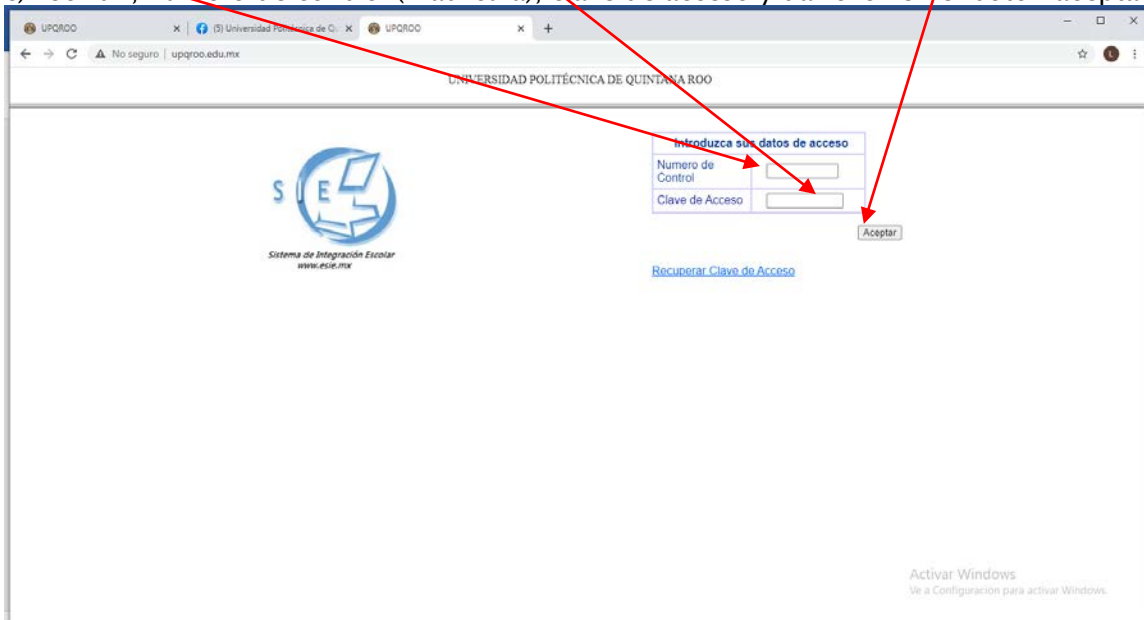 UPQROO
(5) Universidad Politécnica de Q
UPQROO
No seguro | upqroo.edu.mx
UNIVERSIDAD POLITÉCNICA DE QUINTANA ROO
Introduzca sus datos de acceso
Numero de
Control
Clave de Acceso
Aceptar
SIE
Sistema de Integración Escolar
www.esie.mx
Recuperar Clave de Acceso
Activar Windows
Ve a Configuración para activar Windows.